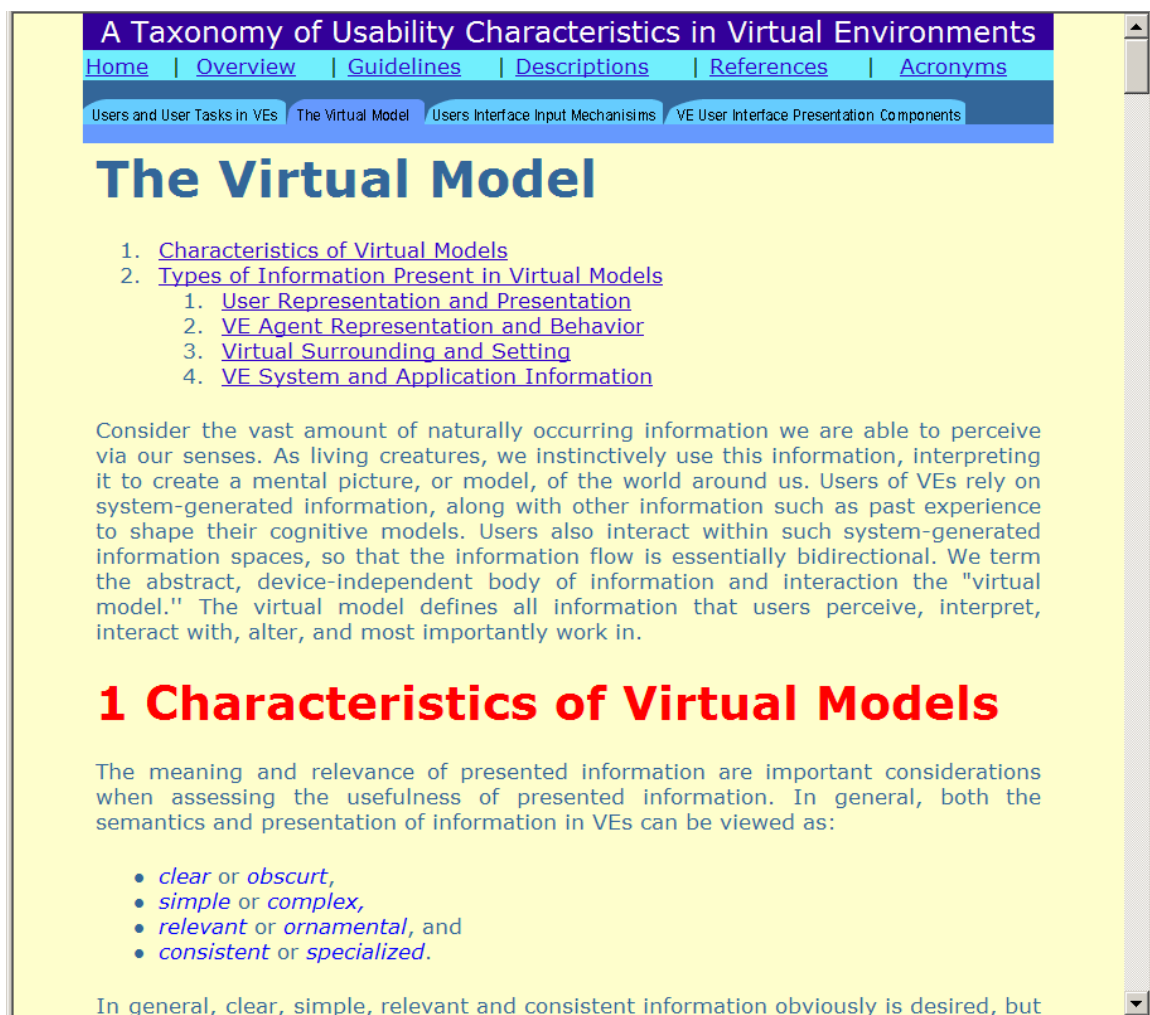 A Taxonomy of Usability Characteristics in Virtual Environments
Home | Overview | Guidelines | Descriptions | References | Acronyms
Users and User Tasks in VEs The Virtual Model Users Interface Input Mechanisims VE User Interface Presentation Components
The Virtual Model
1. Characteristics of Virtual Models
2. Types of Information Present in Virtual Models
1. User Representation and Presentation
2. VE Agent Representation and Behavior
3. Virtual Surrounding and Setting
4. VE System and Application Information
Consider the vast amount of naturally occurring information we are able to perceive
via our senses. As living creatures, we instinctively use this information, interpreting
it to create a mental picture, or model, of the world around us. Users of VEs rely on
system-generated information, along with other information such as past experience
to shape their cognitive models. Users also interact within such system-generated
information spaces, so that the information flow is essentially bidirectional. We term
the abstract, device-independent body of information and interaction the "virtual
model.'' The virtual model defines all information that users perceive, interpret,
interact with, alter, and most importantly work in.
1 Characteristics of Virtual Models
The meaning and relevance of presented information are important considerations
when assessing the usefulness of presented information. In general, both the
semantics and presentation of information in VEs can be viewed as:
• clear or obscurt,
• simple or complex,
• relevant or ornamental, and
• consistent or specialized.
In general, clear, simple, relevant and consistent information obviously is desired, but